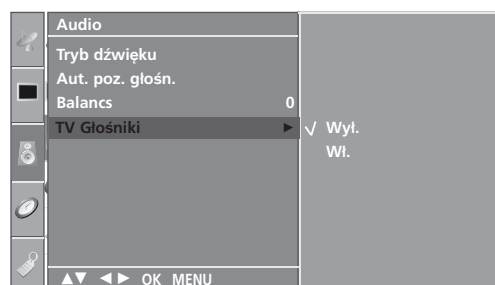 Audio
Tryb dźwięku
Aut. poz. głośn.
Balancs 0
TV Głośniki ► √ Wył.
Wł.
▲▼ ◄► OK MENU